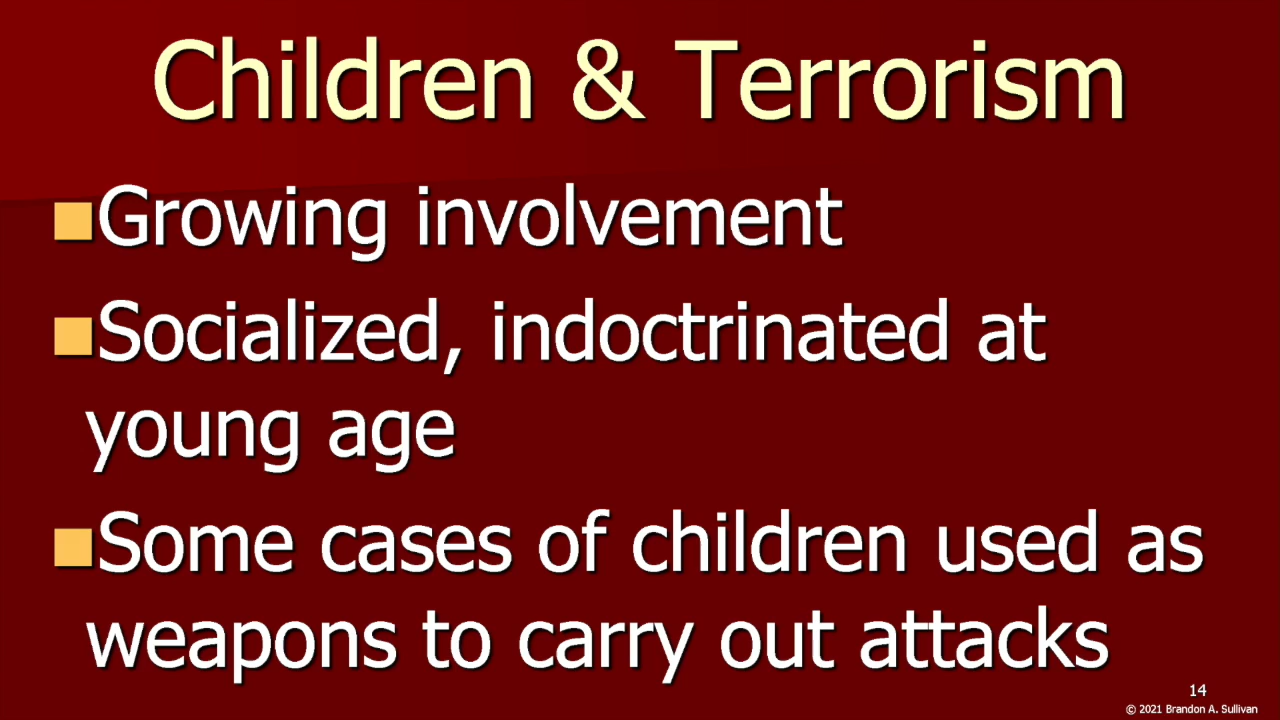 Children & Terrorism
■Growing involvement
■Socialized, indoctrinated at
young age
■Some cases of children used as
weapons to carry out attacks
14
© 2021 Brandon A. Sullivan